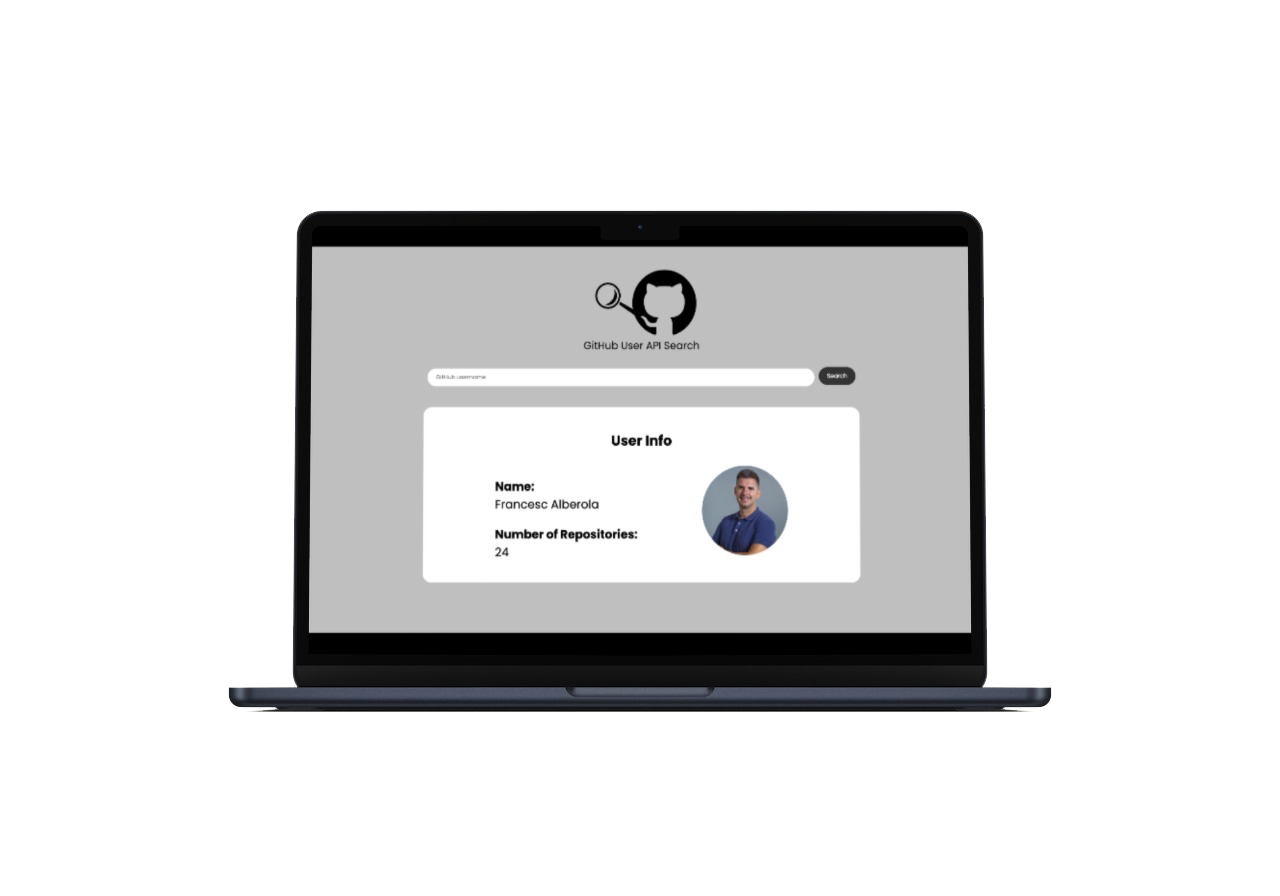 GitHub User API Search
GitHub username
Search
User Info
Name:
Francesc Alberola
Number of Repositories:
24